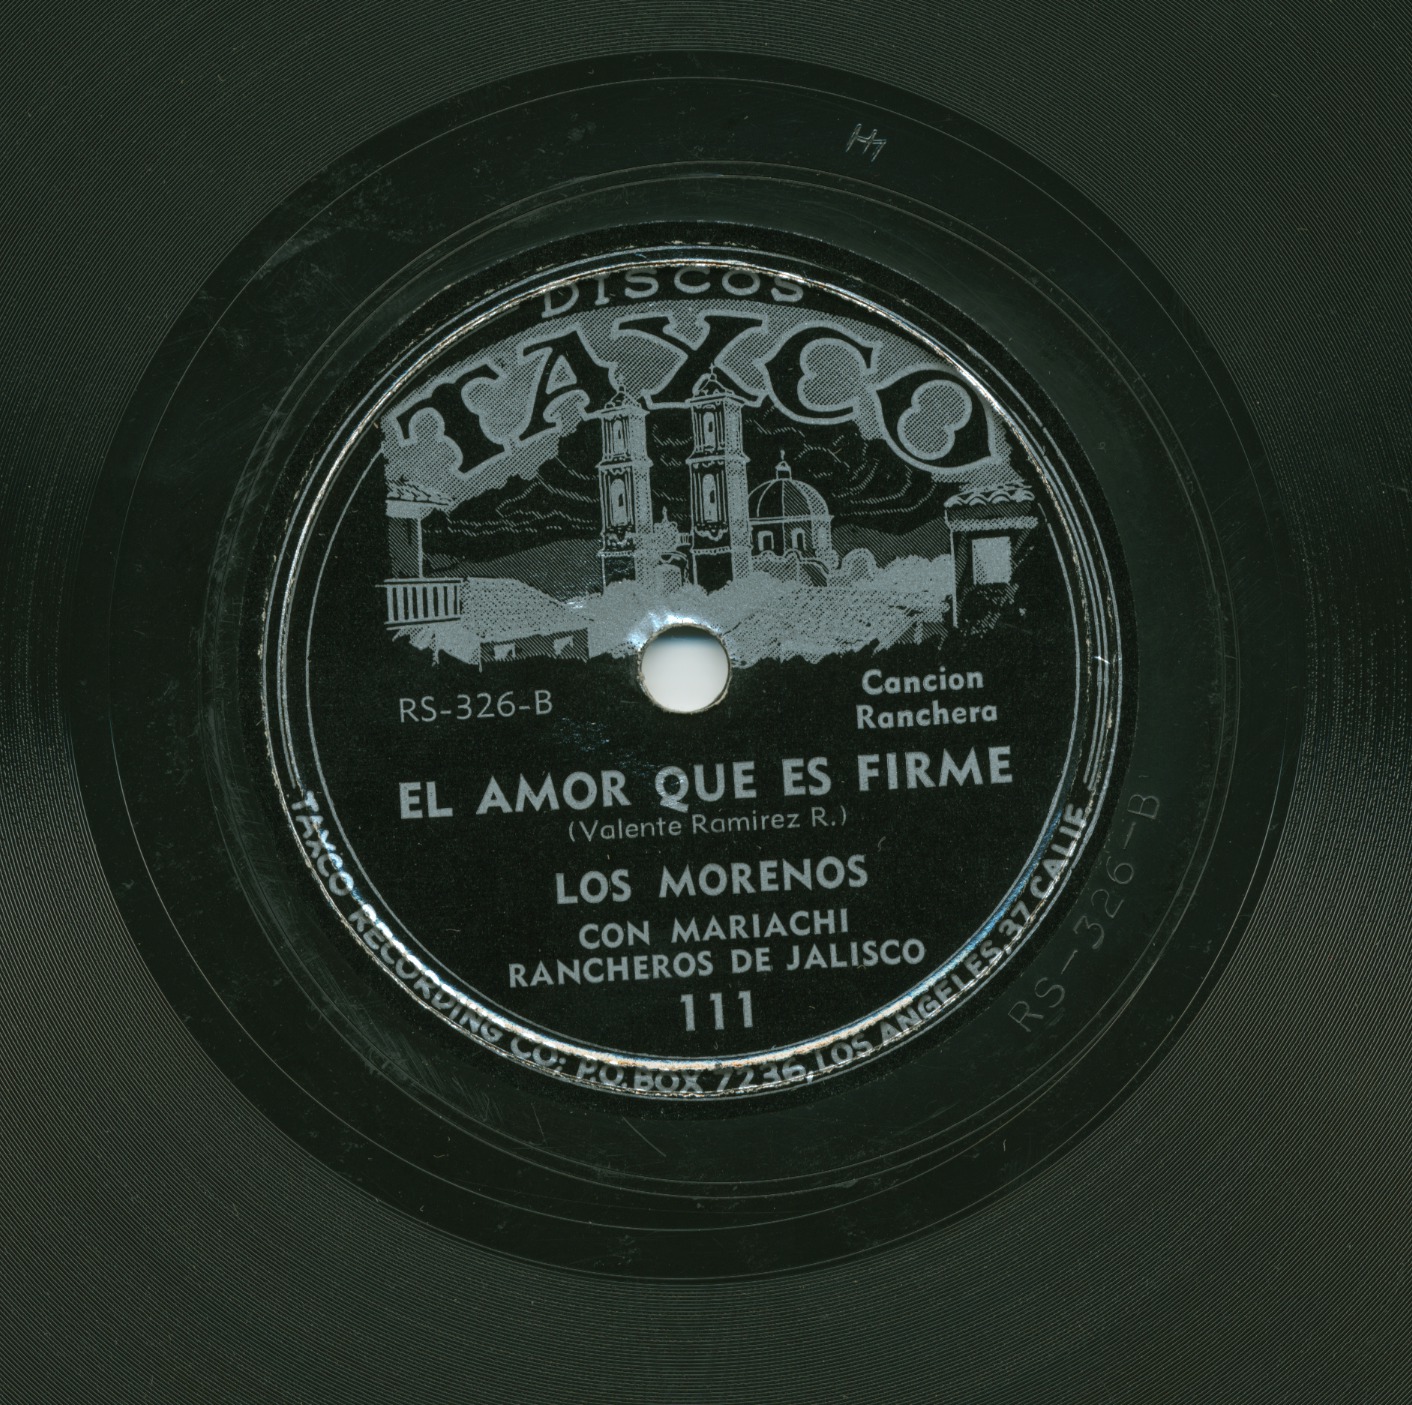 H1
DISCOS
TAXCO
RS-326-B
Cancion
Ranchera
EL AMOR QUE ES FIRME
(Valente Ramirez R.)
LOS MORENOS
CON MARIACHI
RANCHEROS DE JALISCO
111
TAXCO RECORDING CO; P.O. BOX 7236, LOS ANGELES, 37, CALIF.
RS-326-B